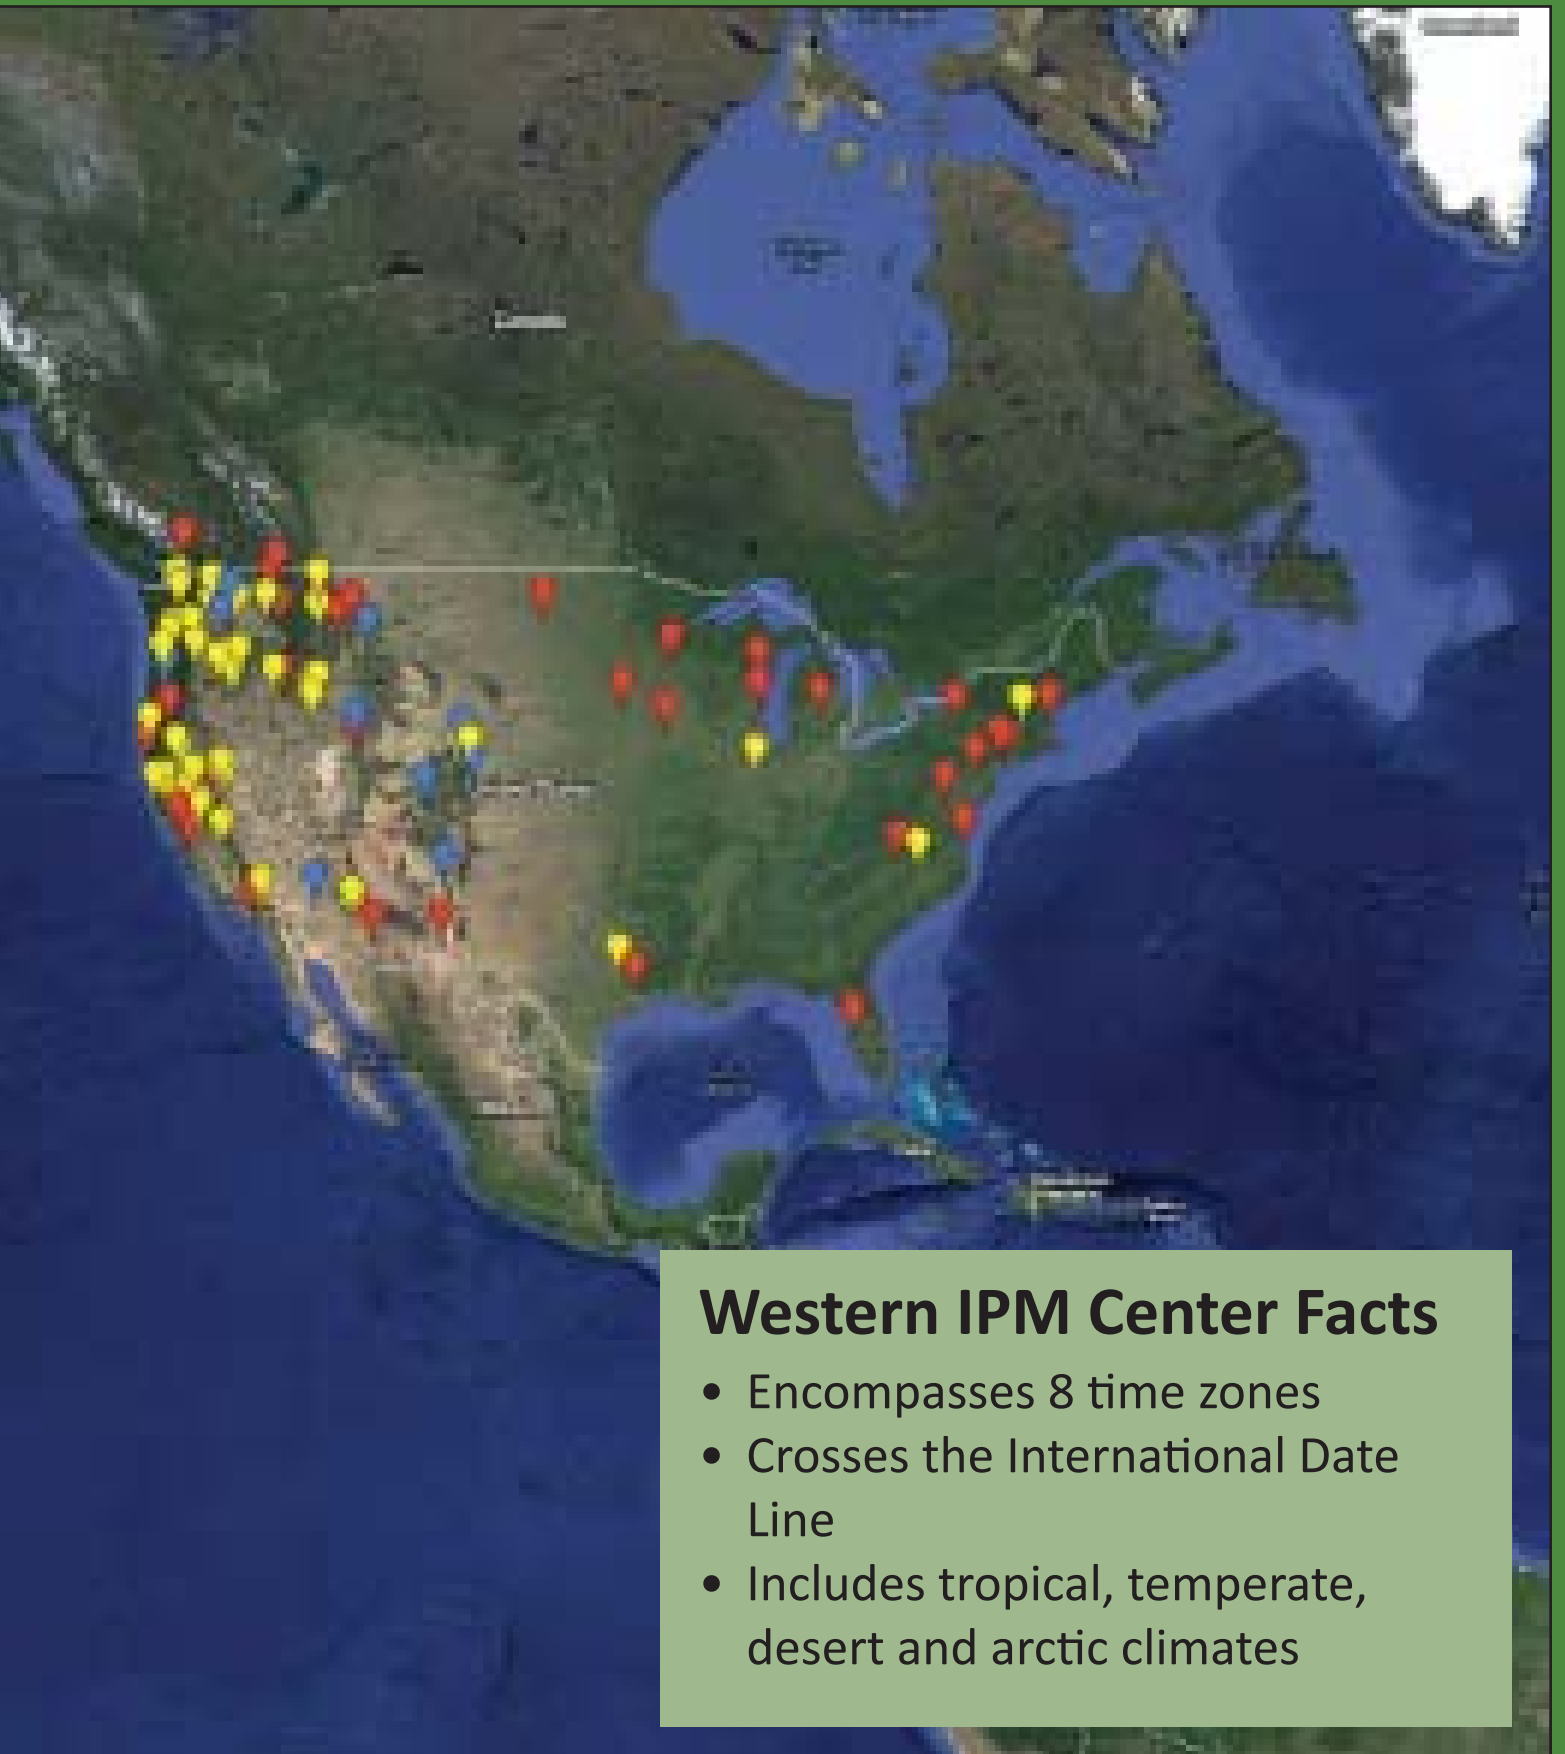 Western IPM Center Facts
• Encompasses 8 time zones
• Crosses the International Date
Line
• Includes tropical, temperate,
desert and arctic climates